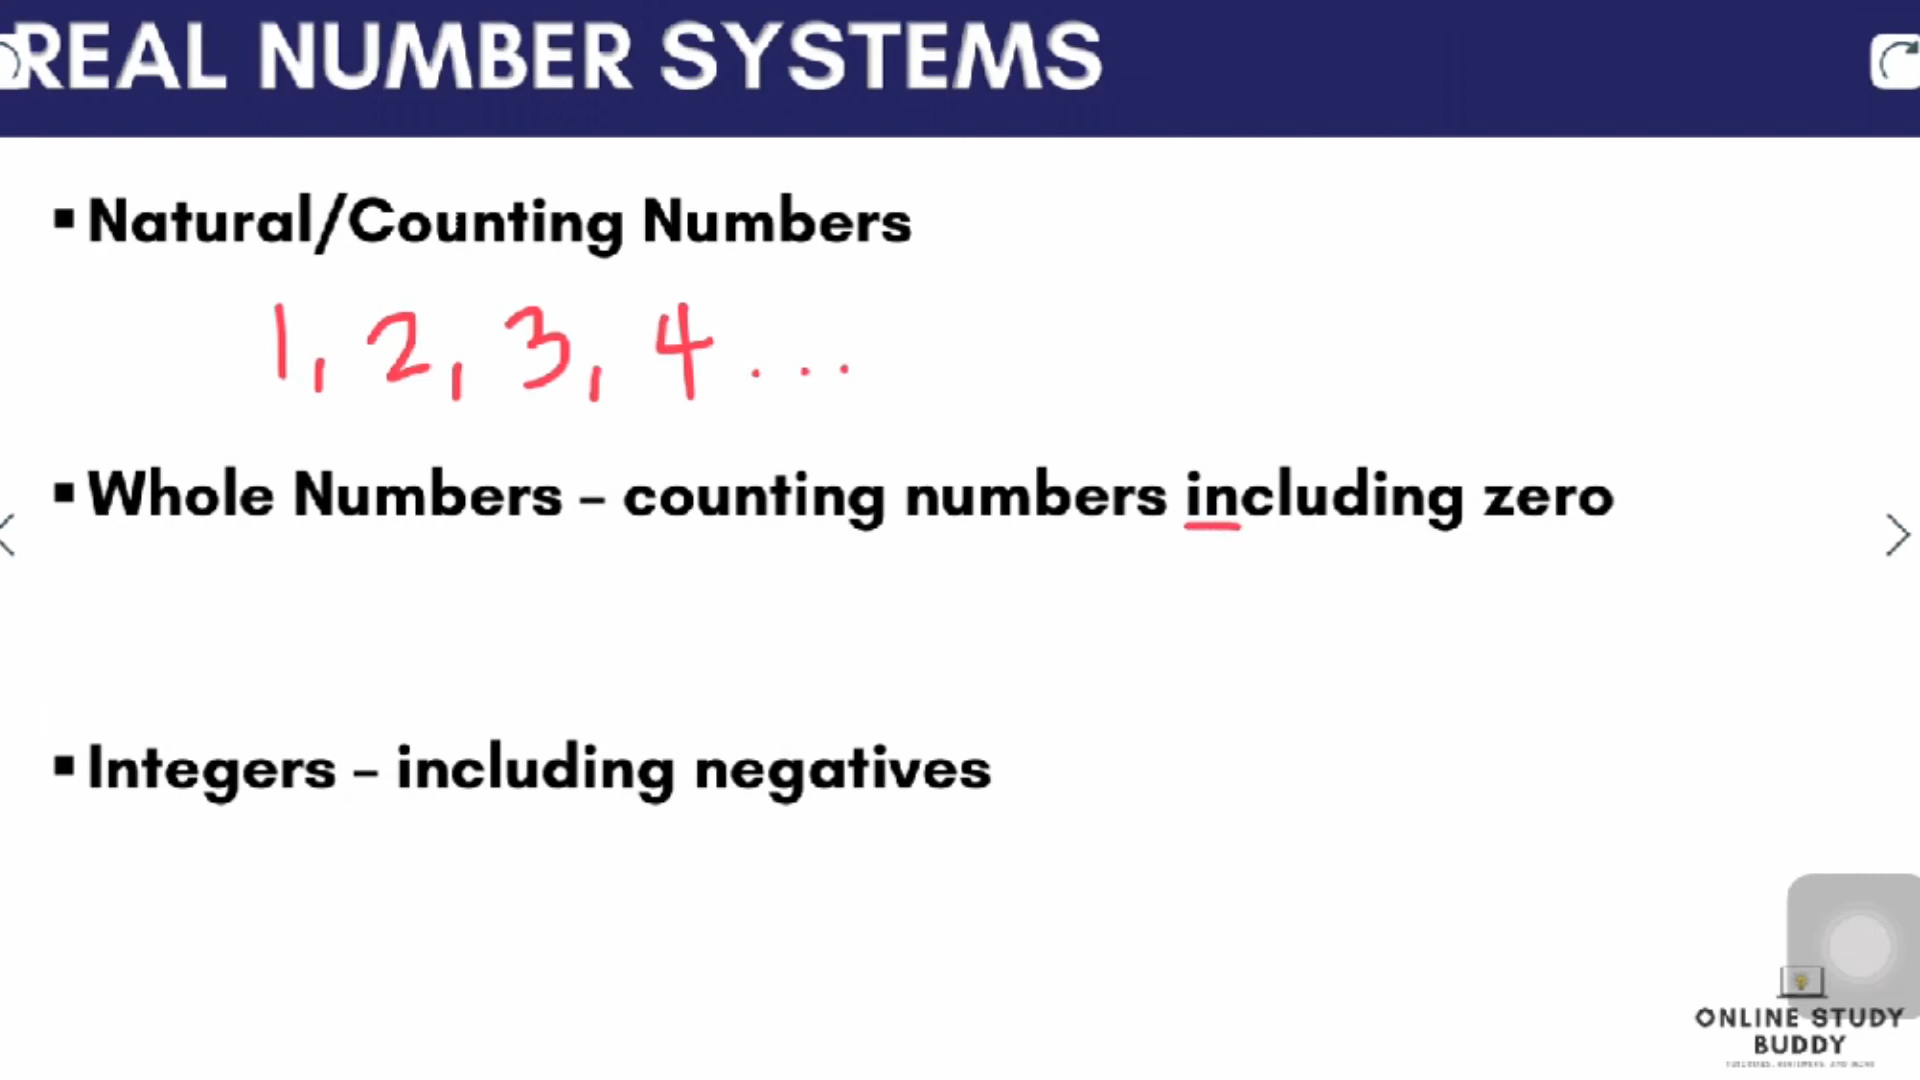 REAL NUMBER SYSTEMS
▪ Natural/Counting Numbers
1, 2, 3, 4 ...
▪ Whole Numbers – counting numbers including zero
▪ Integers – including negatives
ONLINE STUDY
BUDDY